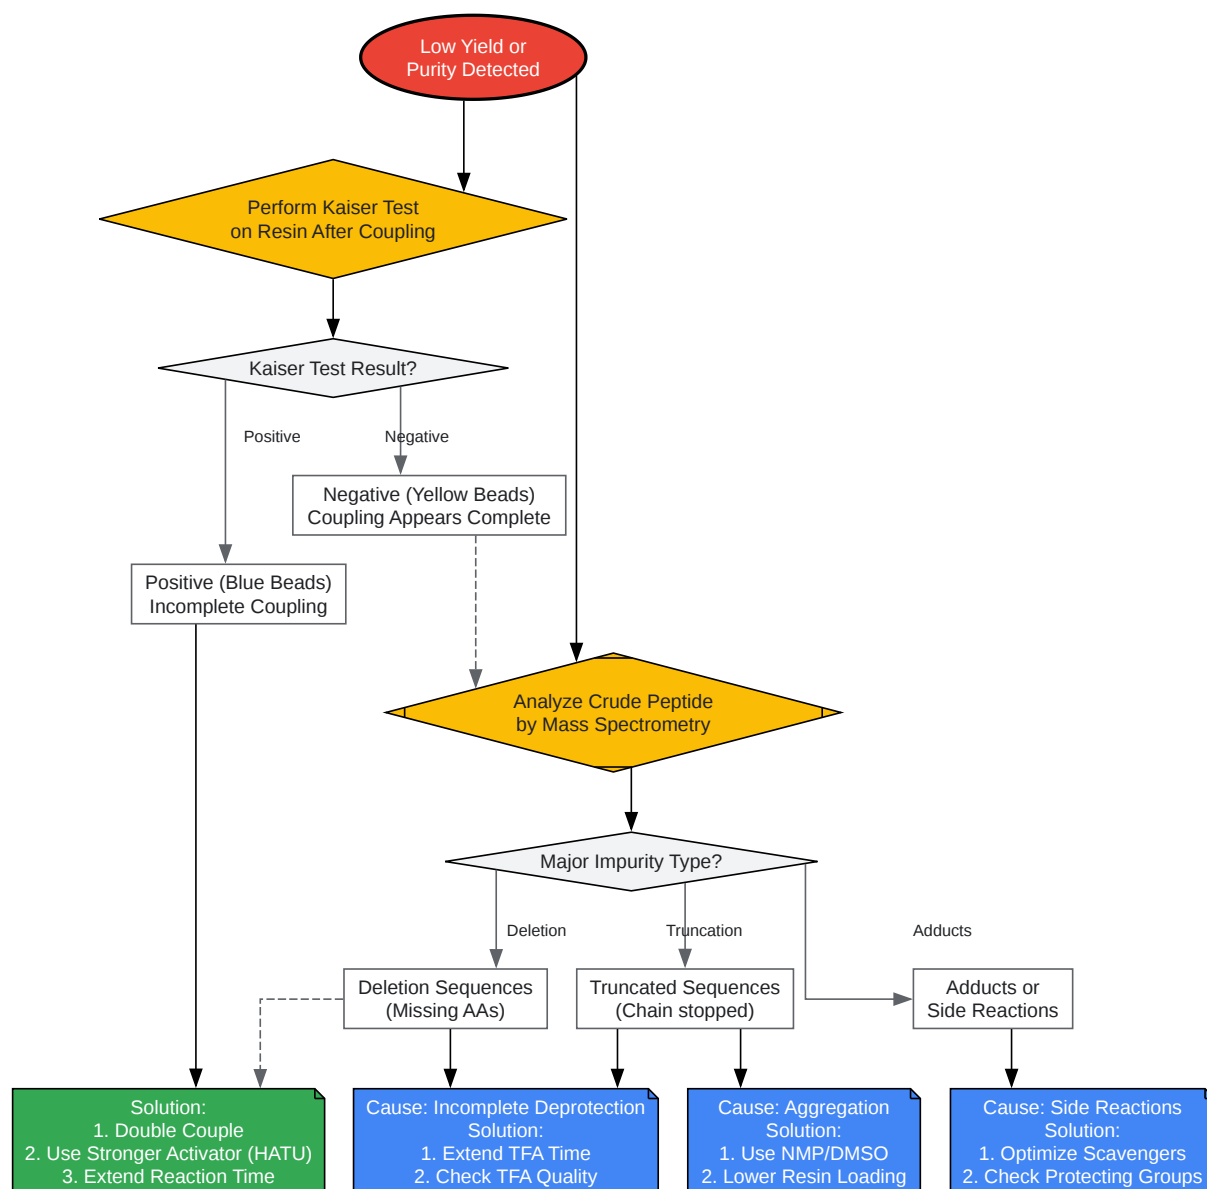 Low Yield or
Purity Detected
Perform Kaiser Test
on Resin After Coupling
Kaiser Test Result?
Positive
Negative
Negative (Yellow Beads)
Coupling Appears Complete
Positive (Blue Beads)
Incomplete Coupling
Analyze Crude Peptide
by Mass Spectrometry
Major Impurity Type?
Deletion
Truncation
Adducts
Deletion Sequences
(Missing AAs)
Truncated Sequences
(Chain stopped)
Adducts or
Side Reactions
Solution:
1. Double Couple
2. Use Stronger Activator (HATU)
3. Extend Reaction Time
Cause: Incomplete Deprotection
Solution:
1. Extend TFA Time
2. Check TFA Quality
Cause: Aggregation
Solution:
1. Use NMP/DMSO
2. Lower Resin Loading
Cause: Side Reactions
Solution:
1. Optimize Scavengers
2. Check Protecting Groups